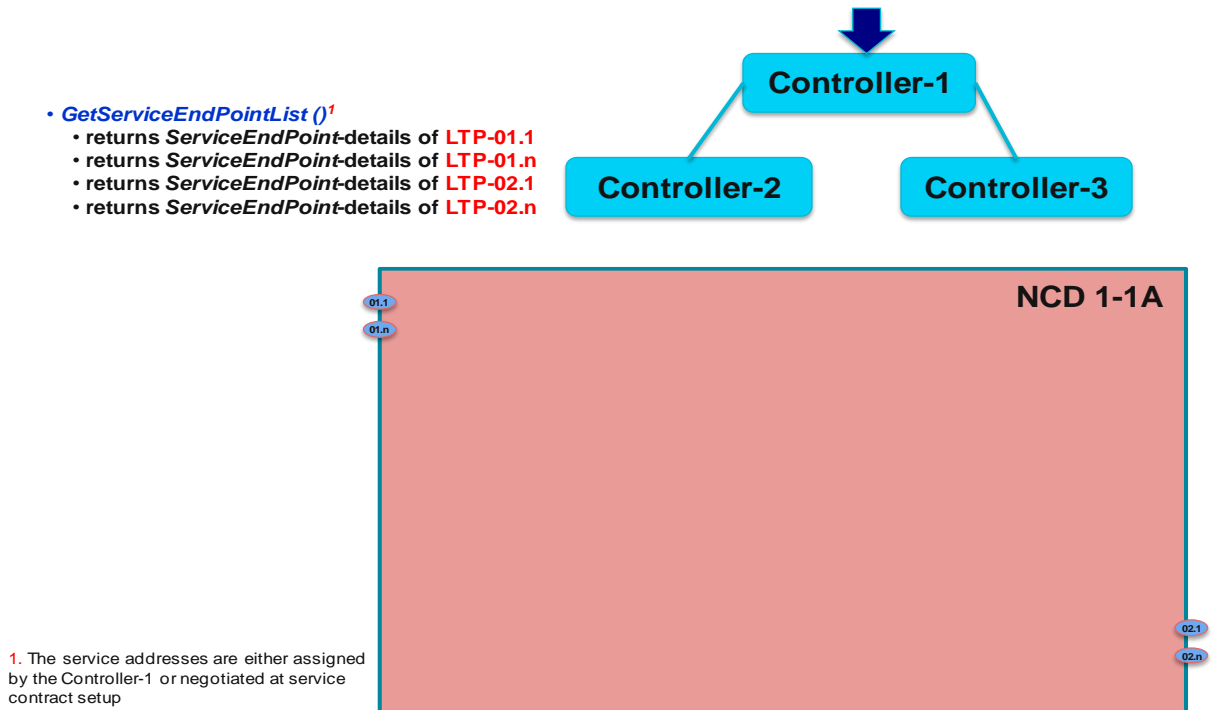 Controller-1
• GetServiceEndPointList ()1
• returns ServiceEndPoint-details of LTP-01.1
• returns ServiceEndPoint-details of LTP-01.n
• returns ServiceEndPoint-details of LTP-02.1
• returns ServiceEndPoint-details of LTP-02.n
Controller-2
Controller-3
NCD 1-1A
01.1
01.n
02.1
02.n
1. The service addresses are either assigned
by the Controller-1 or negotiated at service
contract setup